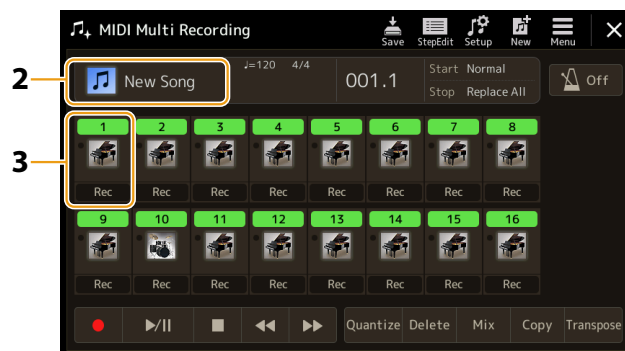 MIDI Multi Recording
Save StepEdit Setup New Menu
2
New Song
♩=120 4/4
001.1
Start Normal
Stop Replace All
Off
3
1 2 3 4 5 6 7 8
Rec Rec Rec Rec Rec Rec Rec Rec
9 10 11 12 13 14 15 16
Rec Rec Rec Rec Rec Rec Rec Rec
Quantize Delete Mix Copy Transpose